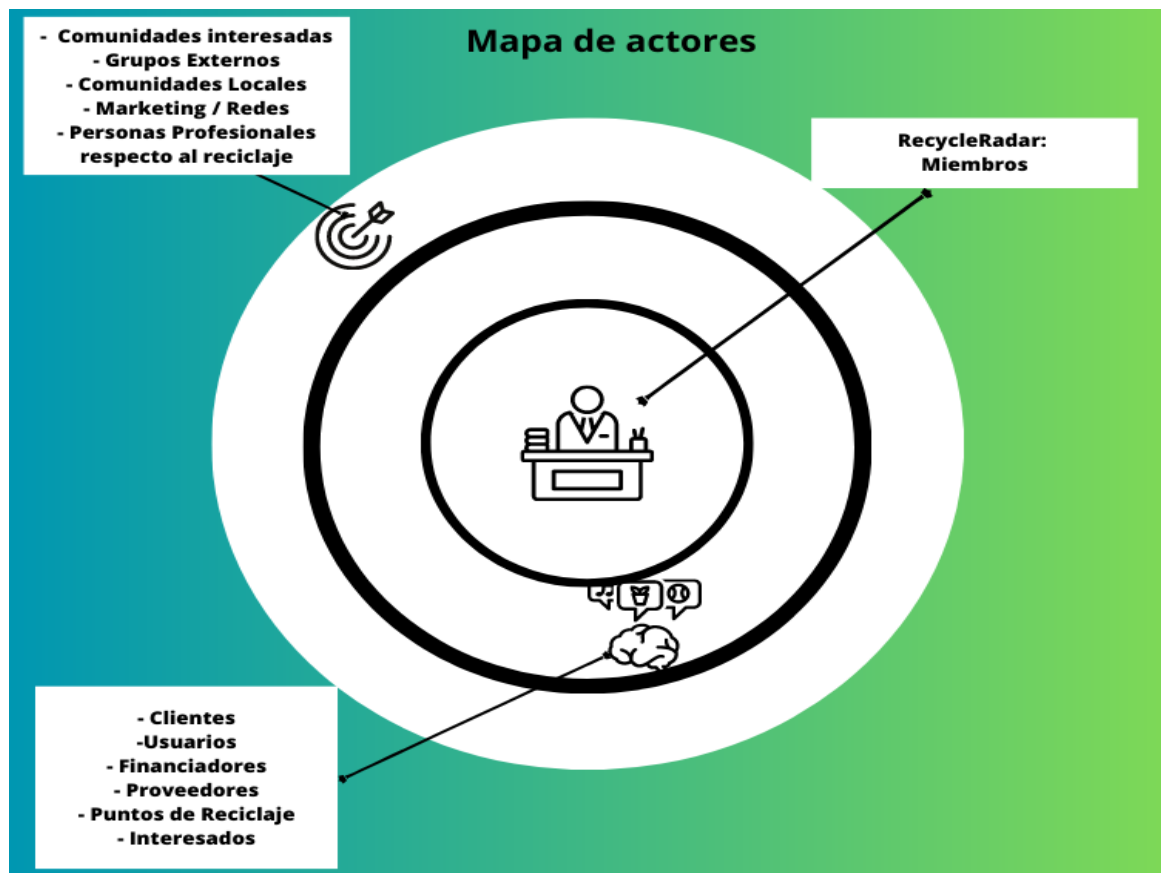 Mapa de actores
- Comunidades interesadas
- Grupos Externos
- Comunidades Locales
- Marketing / Redes
- Personas Profesionales
respecto al reciclaje
RecycleRadar:
Miembros
- Clientes
-Usuarios
- Financiadores
- Proveedores
- Puntos de Reciclaje
- Interesados